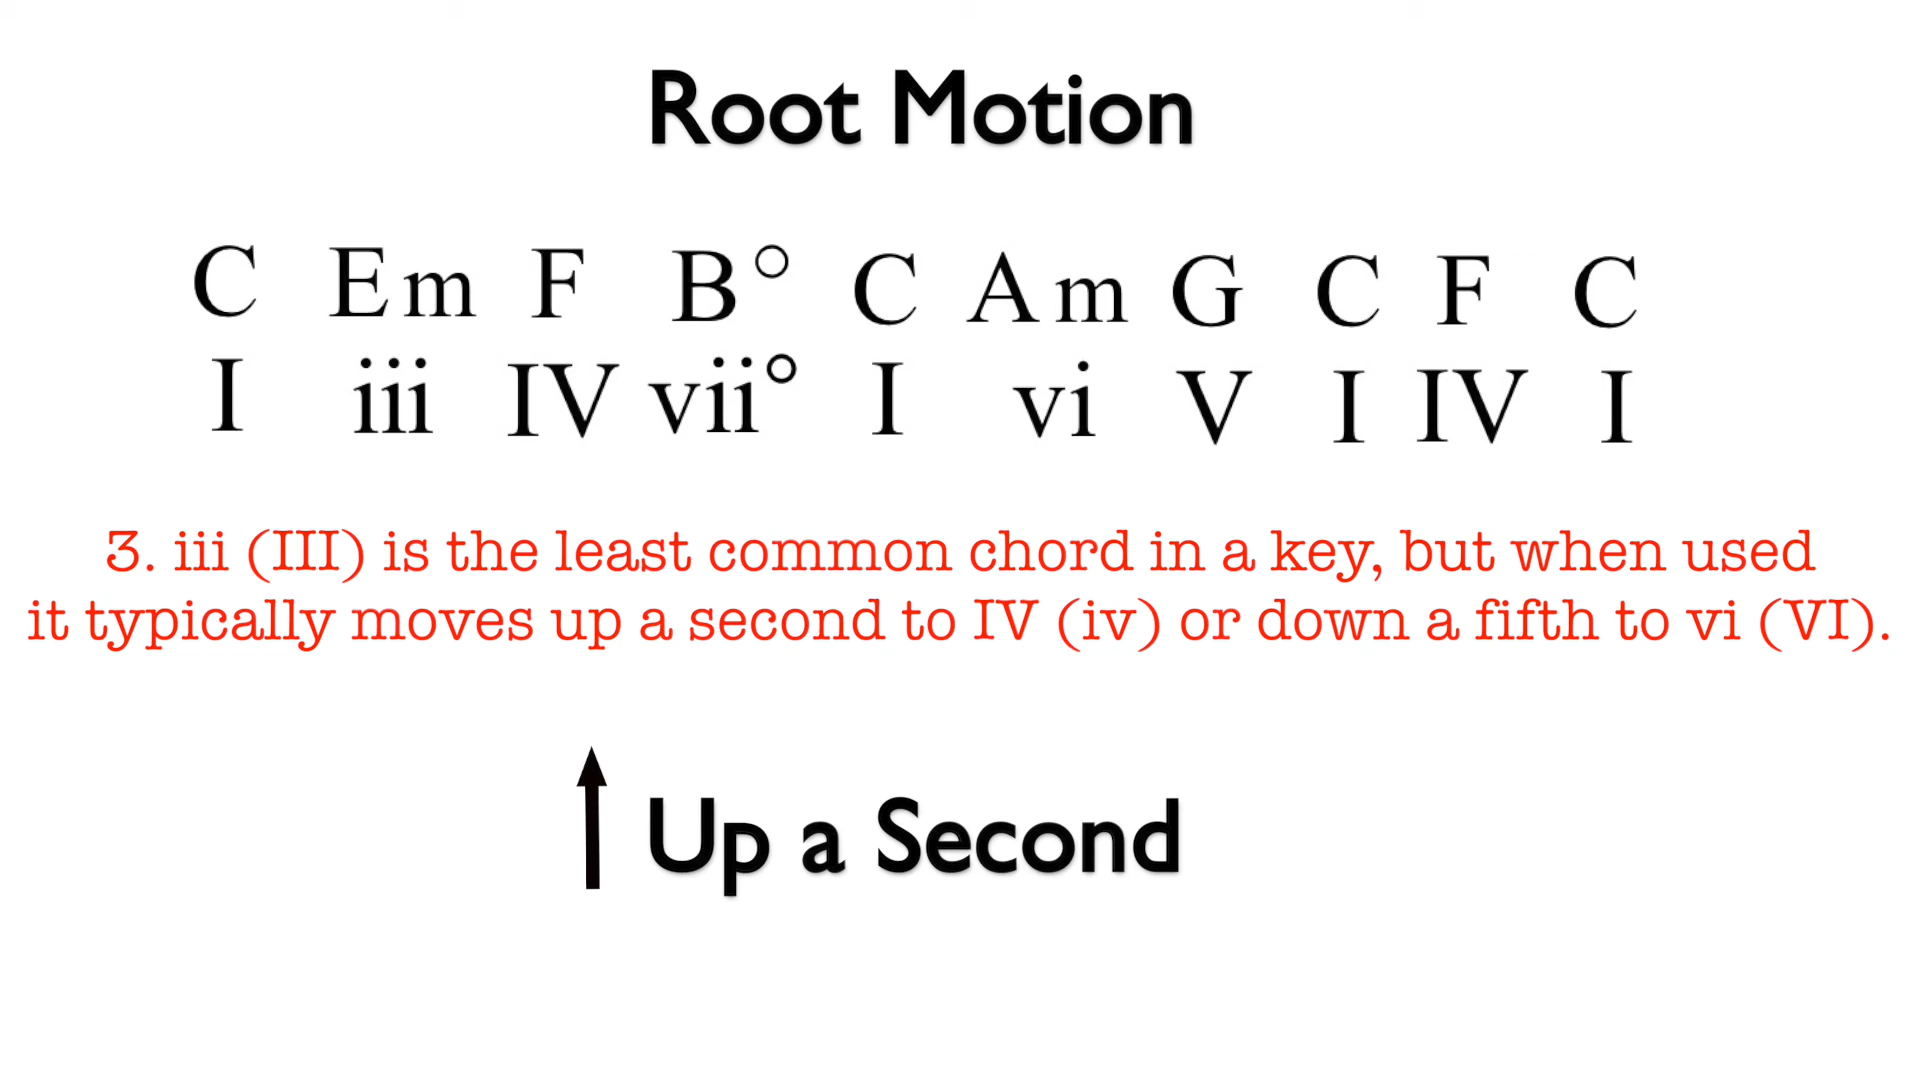 Root Motion
C Em F B° C Am G C F C
I iii IV vii° I vi V I IV I
3. iii (III) is the least common chord in a key, but when used
it typically moves up a second to IV (iv) or down a fifth to vi (VI).
Up a Second